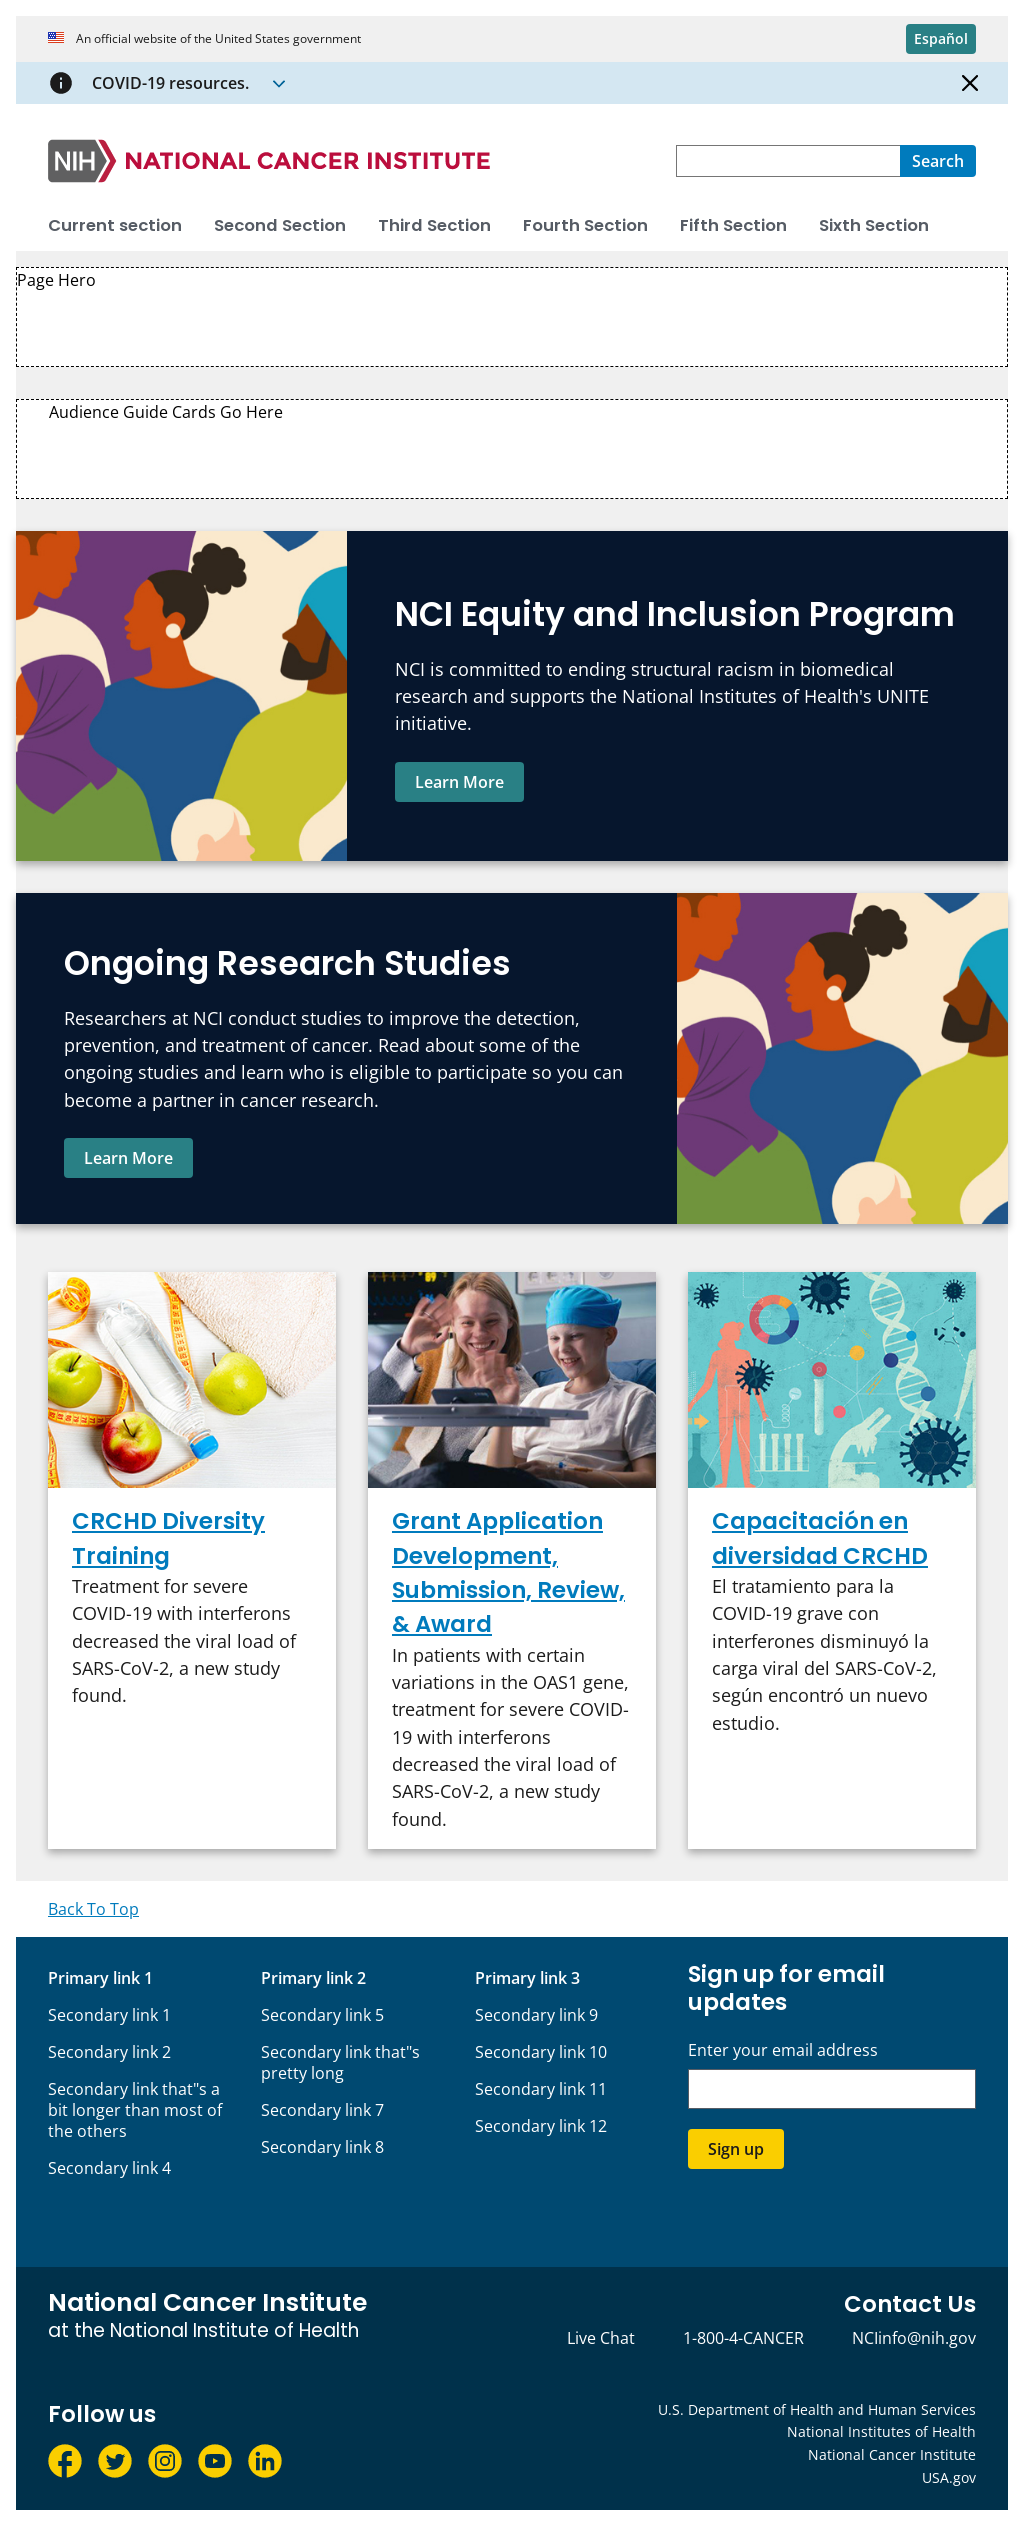 An official website of the United States government
Español
COVID-19 resources.
NIH NATIONAL CANCER INSTITUTE
Search
Current section Second Section Third Section Fourth Section Fifth Section Sixth Section
Page Hero
Audience Guide Cards Go Here
NCI Equity and Inclusion Program
NCI is committed to ending structural racism in biomedical
research and supports the National Institutes of Health's UNITE
initiative.
Learn More
Ongoing Research Studies
Researchers at NCI conduct studies to improve the detection,
prevention, and treatment of cancer. Read about some of the
ongoing studies and learn who is eligible to participate so you can
become a partner in cancer research.
Learn More
CRCHD Diversity
Training
Treatment for severe
COVID-19 with interferons
decreased the viral load of
SARS-CoV-2, a new study
found.
Grant Application
Development,
Submission, Review,
& Award
In patients with certain
variations in the OAS1 gene,
treatment for severe COVID-
19 with interferons
decreased the viral load of
SARS-CoV-2, a new study
found.
Capacitación en
diversidad CRCHD
El tratamiento para la
COVID-19 grave con
interferones disminuyó la
carga viral del SARS-CoV-2,
según encontró un nuevo
estudio.
Back To Top
Primary link 1
Secondary link 1
Secondary link 2
Secondary link that"s a
bit longer than most of
the others
Secondary link 4
Primary link 2
Secondary link 5
Secondary link that"s
pretty long
Secondary link 7
Secondary link 8
Primary link 3
Secondary link 9
Secondary link 10
Secondary link 11
Secondary link 12
Sign up for email
updates
Enter your email address
Sign up
National Cancer Institute
at the National Institute of Health
Contact Us
Live Chat 1-800-4-CANCER NCIinfo@nih.gov
Follow us
U.S. Department of Health and Human Services
National Institutes of Health
National Cancer Institute
USA.gov